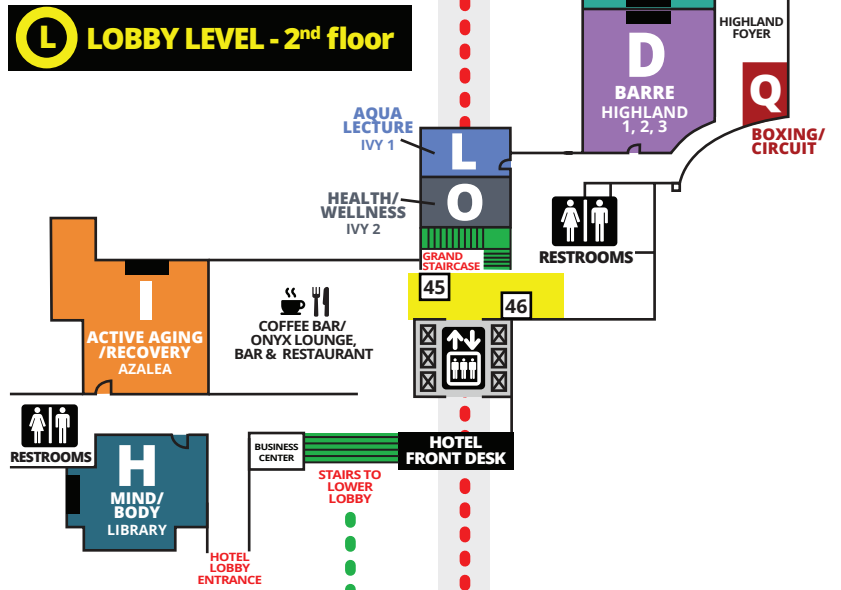 L LOBBY LEVEL - 2nd floor
HIGHLAND
FOYER
D
BARRE
HIGHLAND
1, 2, 3
Q
BOXING/
CIRCUIT
AQUA
LECTURE
IVY 1
L
HEALTH/
WELLNESS
IVY 2
O
RESTROOMS
GRAND
STAIRCASE
45
46
I
ACTIVE AGING
/RECOVERY
AZALEA
COFFEE BAR/
ONYX LOUNGE,
BAR & RESTAURANT
RESTROOMS
H
MIND/
BODY
LIBRARY
BUSINESS
CENTER
HOTEL
FRONT DESK
STAIRS TO
LOWER
LOBBY
HOTEL
LOBBY
ENTRANCE